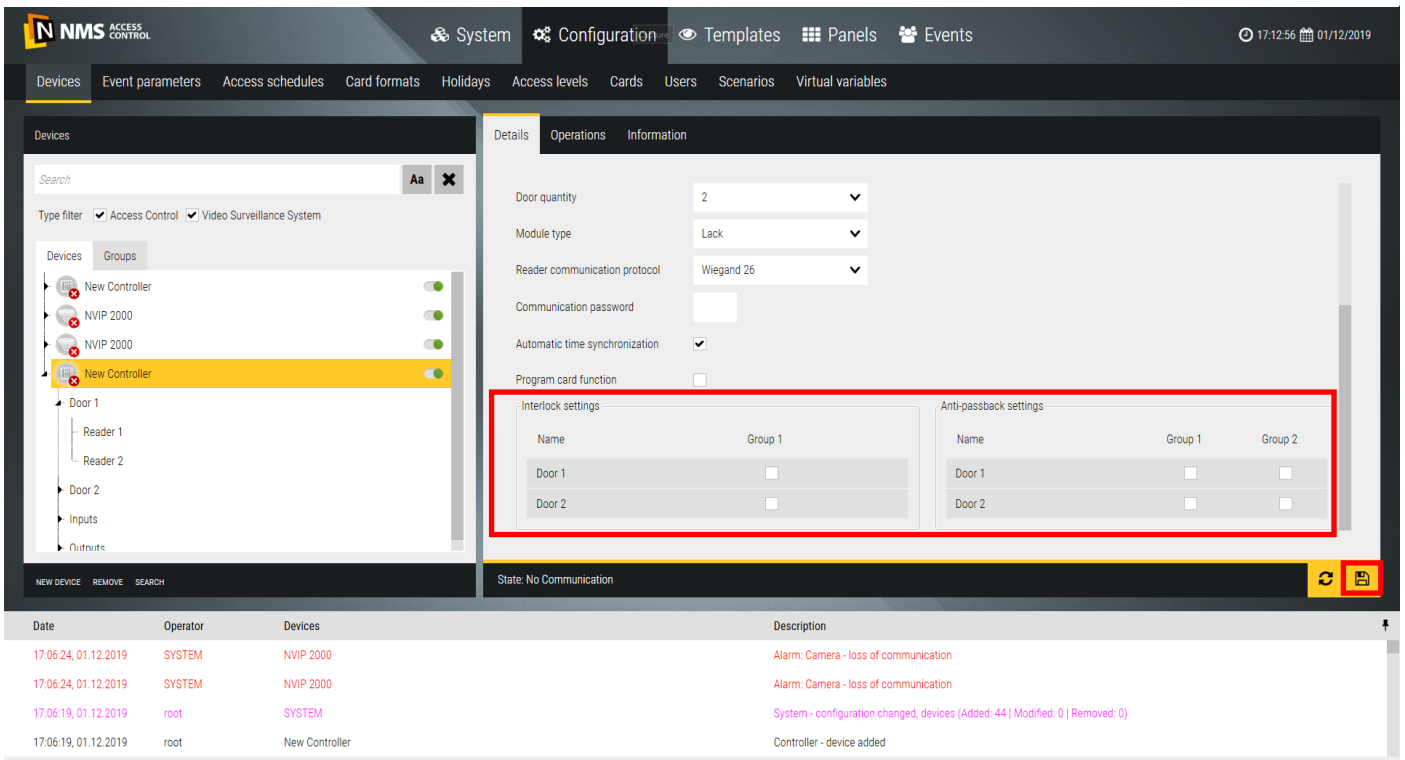 N NMS ACCESS CONTROL
System Configuration Templates Panels Events
17:12:56 01/12/2019
Devices Event parameters Access schedules Card formats Holidays Access levels Cards Users Scenarios Virtual variables
Devices
Search
Aa
Type filter Access Control Video Surveillance System
Devices Groups
New Controller
NVIP 2000
NVIP 2000
New Controller
Door 1
Reader 1
Reader 2
Door 2
Inputs
Outputs
NEW DEVICE REMOVE SEARCH
Details Operations Information
Door quantity 2
Module type Lack
Reader communication protocol Wiegand 26
Communication password
Automatic time synchronization
Program card function
Interlock settings
Name Group 1
Door 1
Door 2
Anti-passback settings
Name Group 1 Group 2
Door 1
Door 2
State: No Communication
Date Operator Devices Description
17:06:24, 01.12.2019 SYSTEM NVIP 2000 Alarm: Camera - loss of communication
17:06:24, 01.12.2019 SYSTEM NVIP 2000 Alarm: Camera - loss of communication
17:06:19, 01.12.2019 root SYSTEM System - configuration changed, devices (Added: 44 | Modified: 0 | Removed: 0)
17:06:19, 01.12.2019 root New Controller Controller - device added